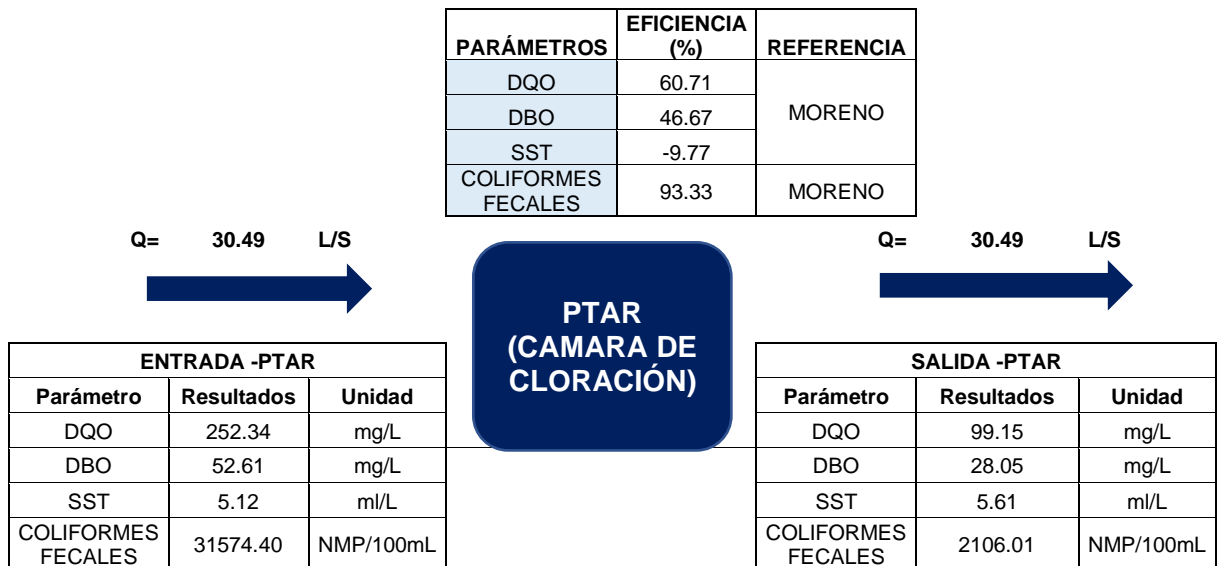 PARÁMETROS EFICIENCIA (%) REFERENCIA
DQO 60.71 MORENO
DBO 46.67
SST -9.77
COLIFORMES FECALES 93.33 MORENO
Q= 30.49 L/S
Q= 30.49 L/S
PTAR
(CAMARA DE
CLORACIÓN)
ENTRADA -PTAR
Parámetro Resultados Unidad
DQO 252.34 mg/L
DBO 52.61 mg/L
SST 5.12 ml/L
COLIFORMES FECALES 31574.40 NMP/100mL
SALIDA -PTAR
Parámetro Resultados Unidad
DQO 99.15 mg/L
DBO 28.05 mg/L
SST 5.61 ml/L
COLIFORMES FECALES 2106.01 NMP/100mL